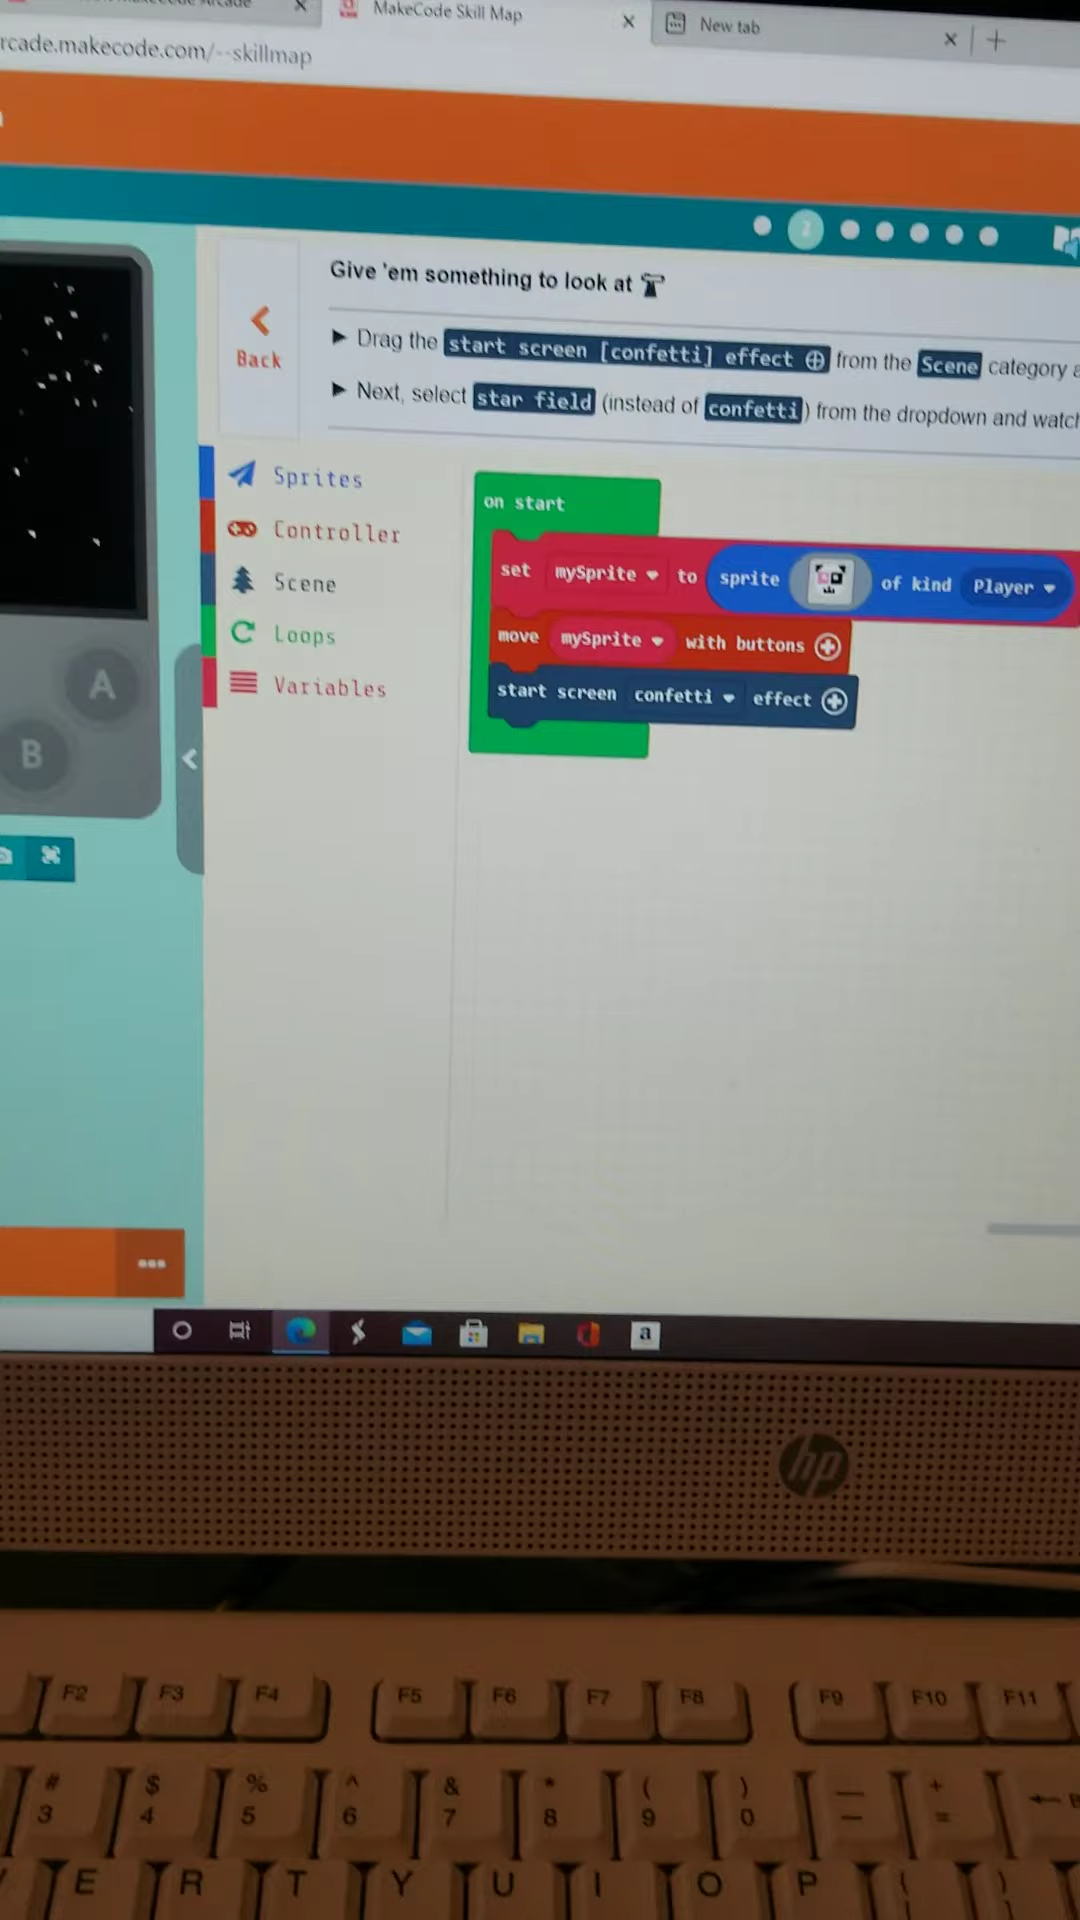 MakeCode Skill Map
New tab
rcade.makecode.com/--skillmap
2
Give 'em something to look at
Back
Drag the start screen [confetti] effect ⊕ from the Scene category
Next, select star field (instead of confetti) from the dropdown and watch
Sprites
Controller
Scene
Loops
Variables
on start
set mySprite to sprite of kind Player
move mySprite with buttons
start screen confetti effect
A
B
a
hp
F2 F3 F4 F5 F6 F7 F8 F9 F10 F11
# $ % ^ & * ( ) — +
3 4 5 6 7 8 9 0 – =
E R T Y U I O P